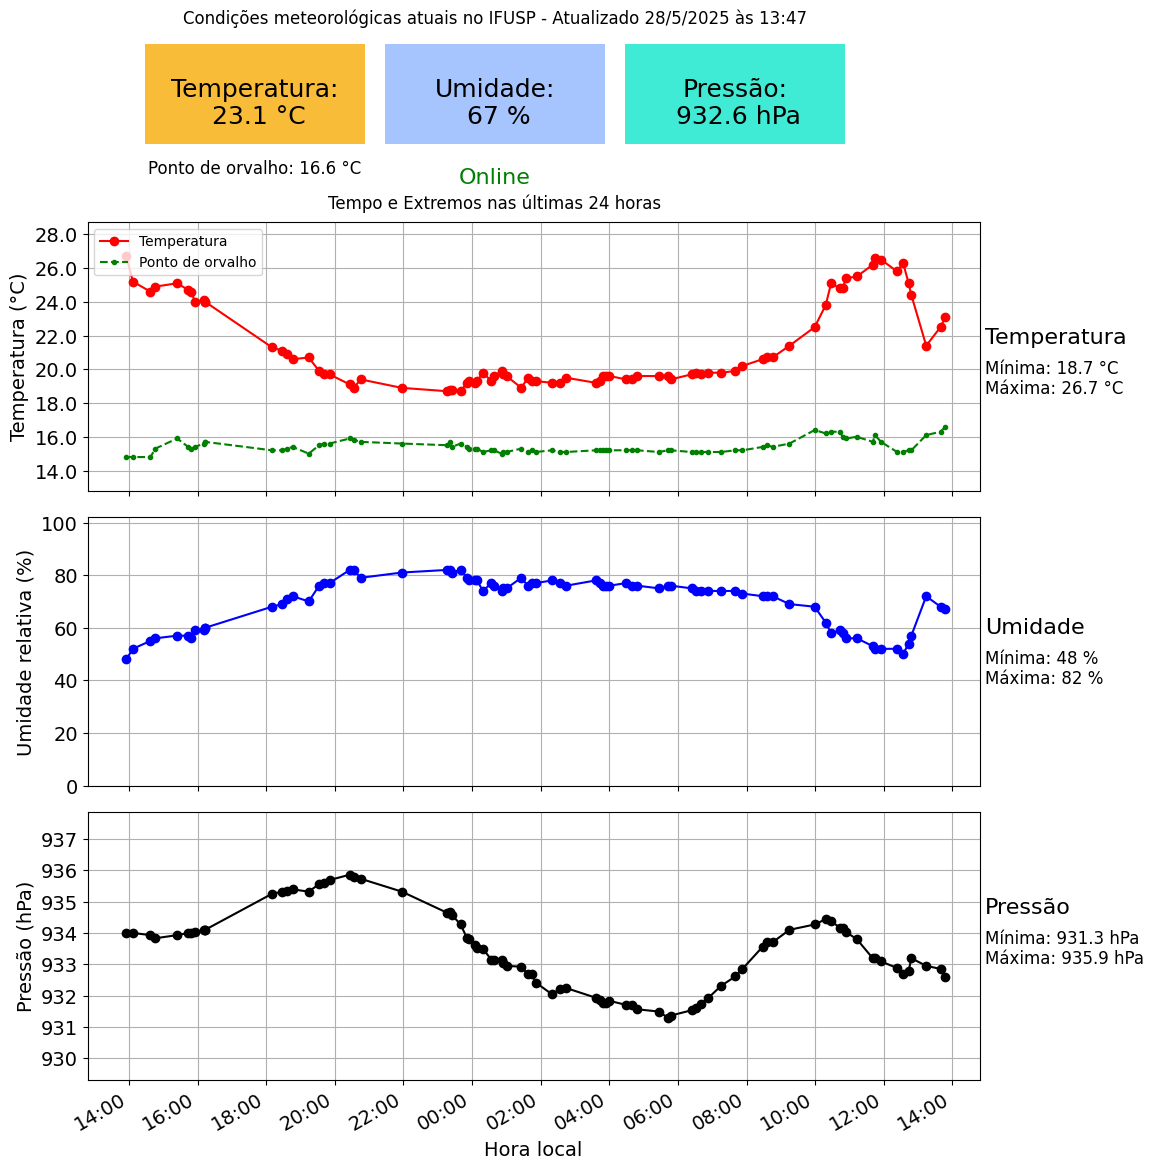 Condições meteorológicas atuais no IFUSP - Atualizado 28/5/2025 às 13:47
Temperatura:
23.1 °C
Umidade:
67 %
Pressão:
932.6 hPa
Ponto de orvalho: 16.6 °C
Online
Tempo e Extremos nas últimas 24 horas
Temperatura
Ponto de orvalho
Temperatura (°C)
28.0
26.0
24.0
22.0
20.0
18.0
16.0
14.0
Temperatura
Mínima: 18.7 °C
Máxima: 26.7 °C
Umidade relativa (%)
100
80
60
40
20
0
Umidade
Mínima: 48 %
Máxima: 82 %
Pressão (hPa)
937
936
935
934
933
932
931
930
Pressão
Mínima: 931.3 hPa
Máxima: 935.9 hPa
14:00 16:00 18:00 20:00 22:00 00:00 02:00 04:00 06:00 08:00 10:00 12:00 14:00
Hora local